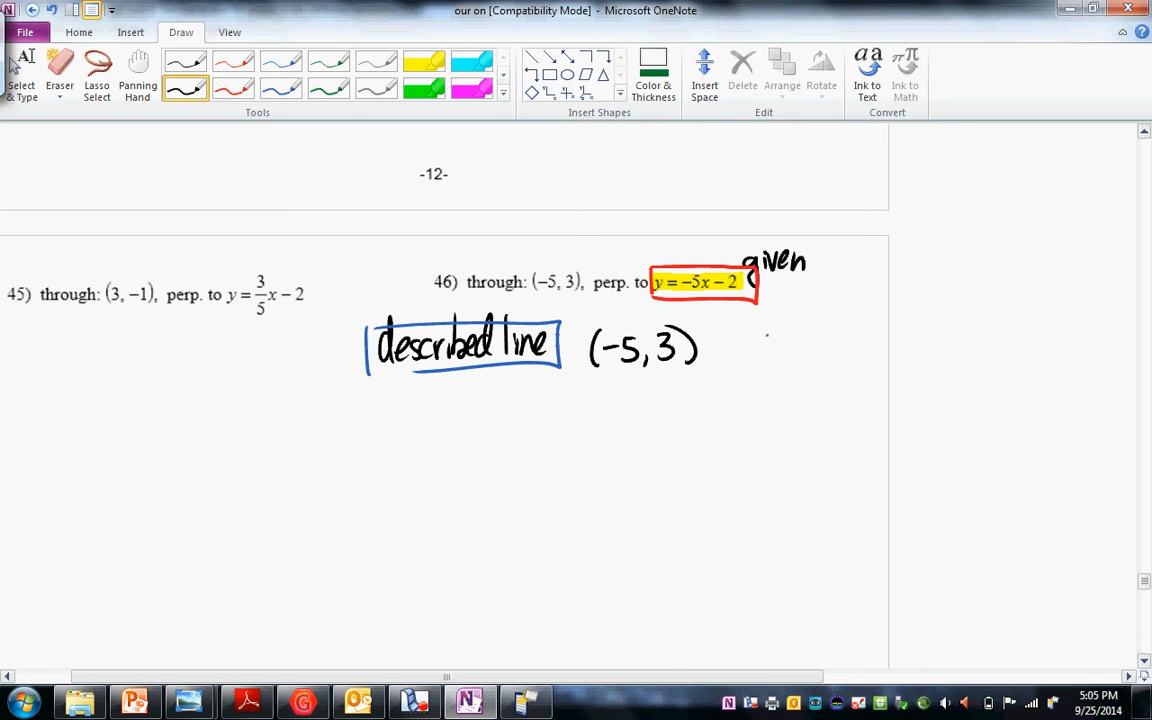 our on [Compatibility Mode] - Microsoft OneNote
File Home Insert Draw View
Select & Type
Eraser
Lasso Select
Panning Hand
Color & Thickness
Insert Space
Delete
Arrange
Rotate
Ink to Text
Ink to Math
Tools
Insert Shapes
Edit
Convert
-12-
given
45) through: (3, −1), perp. to y = 3/5 x − 2
46) through: (−5, 3), perp. to y = −5x − 2
described line (-5, 3)
5:05 PM
9/25/2014